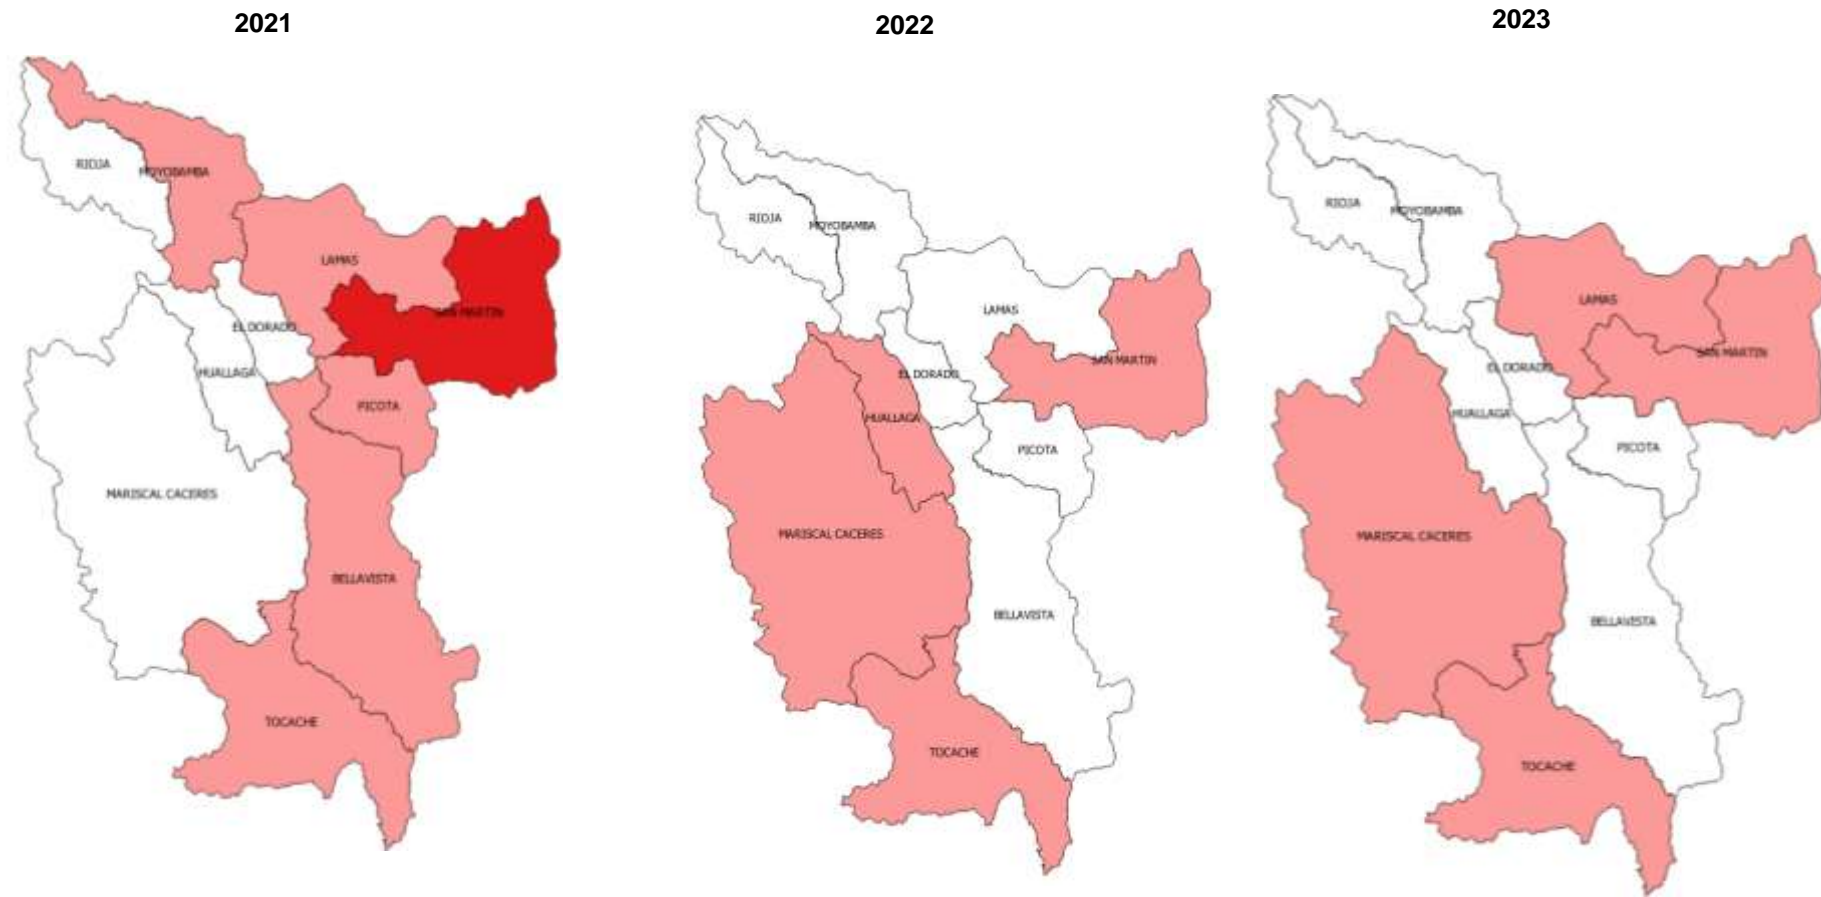 2021
RIOJA
MOYOBAMBA
LAMAS
SAN MARTIN
EL DORADO
HUALLAGA
PICOTA
MARISCAL CACERES
BELLAVISTA
TOCACHE
2022
RIOJA
MOYOBAMBA
LAMAS
SAN MARTIN
EL DORADO
HUALLAGA
PICOTA
MARISCAL CACERES
BELLAVISTA
TOCACHE
2023
RIOJA
MOYOBAMBA
LAMAS
SAN MARTIN
EL DORADO
HUALLAGA
PICOTA
MARISCAL CACERES
BELLAVISTA
TOCACHE